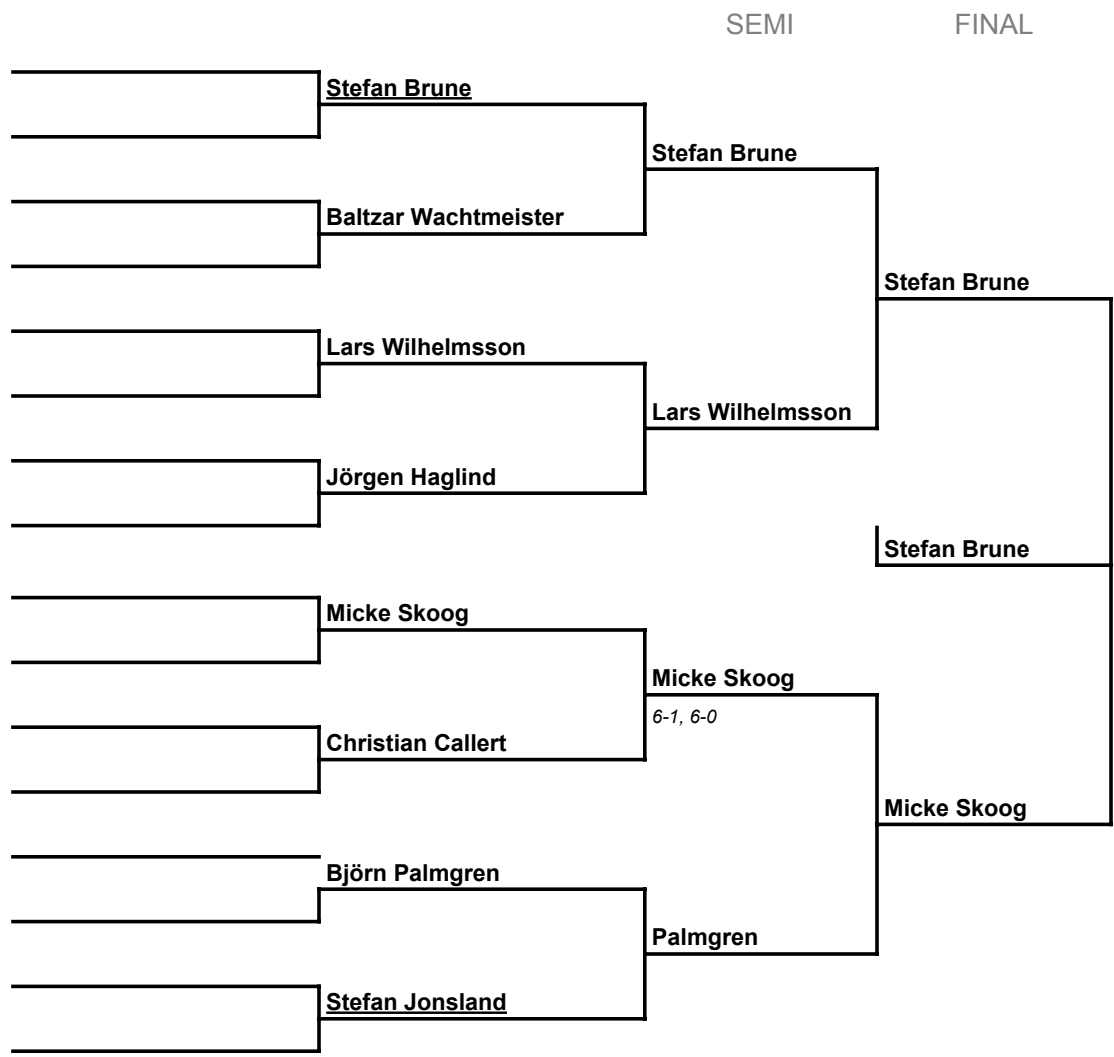 SEMI FINAL
Stefan Brune
Stefan Brune
Baltzar Wachtmeister
Stefan Brune
Lars Wilhelmsson
Lars Wilhelmsson
Jörgen Haglind
Stefan Brune
Micke Skoog
Micke Skoog
6-1, 6-0
Christian Callert
Micke Skoog
Björn Palmgren
Palmgren
Stefan Jonsland